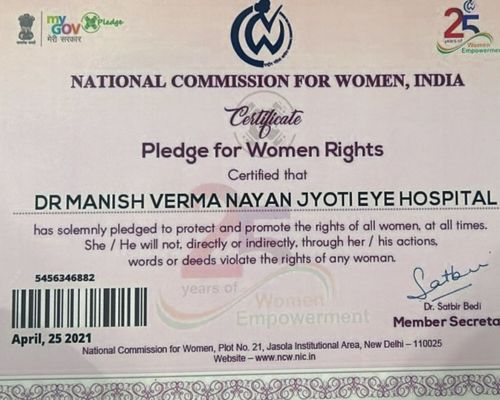 my GOV
Pledge
मेरी सरकार
25
years of
Women Empowerment
NATIONAL COMMISSION FOR WOMEN, INDIA
Certificate
of
Pledge for Women Rights
Certified that
DR MANISH VERMA NAYAN JYOTI EYE HOSPITAL
has solemnly pledged to protect and promote the rights of all women, at all times.
She / He will not, directly or indirectly, through her / his actions,
words or deeds violate the rights of any woman.
5456346882
25
years of
Women
Empowerment
Satbir
Dr. Satbir Bedi
Member Secreta
April, 25 2021
National Commission for Women, Plot No. 21, Jasola Institutional Area, New Delhi – 110025
Website – www.ncw.nic.in